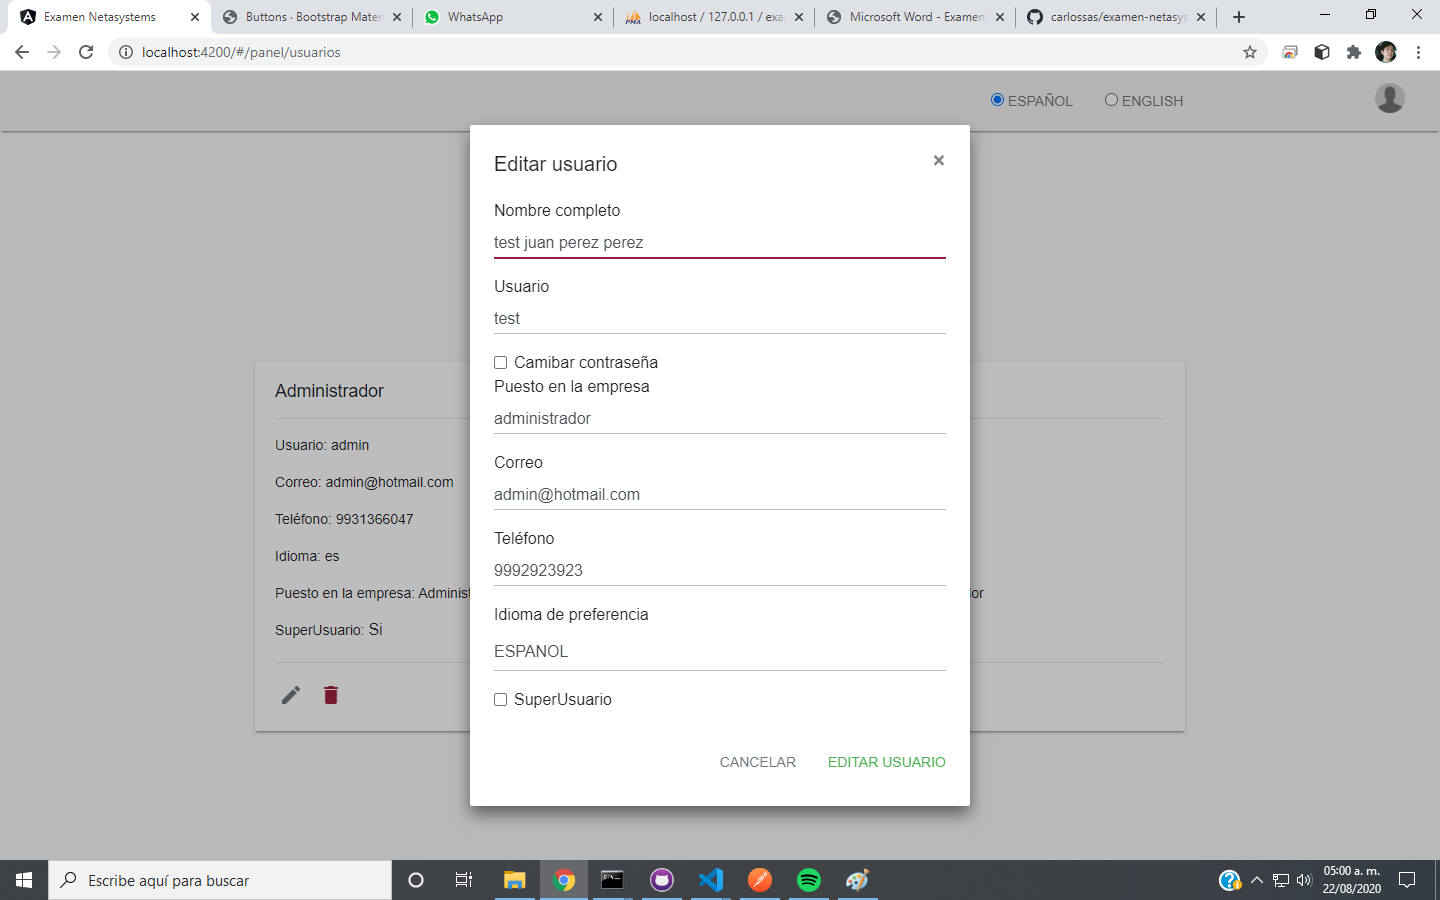 Examen Netasystems
Buttons · Bootstrap Mater
WhatsApp
localhost / 127.0.0.1 / exa
Microsoft Word - Examen
carlossas/examen-netasys
localhost:4200/#/panel/usuarios
ESPAÑOL
ENGLISH
Editar usuario
×
Nombre completo
test juan perez perez
Usuario
test
Camibar contraseña
Puesto en la empresa
administrador
Correo
admin@hotmail.com
Teléfono
9992923923
Idioma de preferencia
ESPANOL
SuperUsuario
CANCELAR
EDITAR USUARIO
Administrador
Usuario: admin
Correo: admin@hotmail.com
Teléfono: 9931366047
Idioma: es
Puesto en la empresa: Administ
or
SuperUsuario: Si
Escribe aquí para buscar
05:00 a. m.
22/08/2020